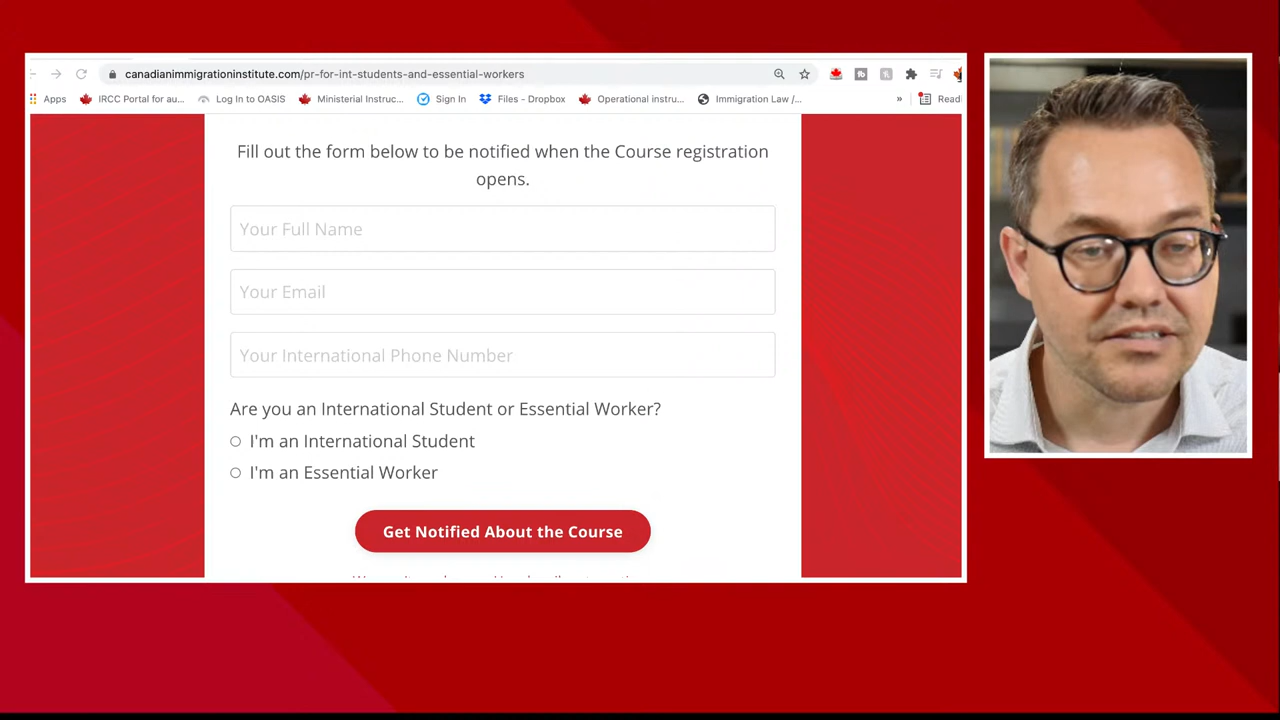 canadianimmigrationinstitute.com/pr-for-int-students-and-essential-workers
Apps IRCC Portal for au... Log In to OASIS Ministerial Instruc... Sign In Files - Dropbox Operational instru... Immigration Law /... » Readi
Fill out the form below to be notified when the Course registration
opens.
Your Full Name
Your Email
Your International Phone Number
Are you an International Student or Essential Worker?
I'm an International Student
I'm an Essential Worker
Get Notified About the Course